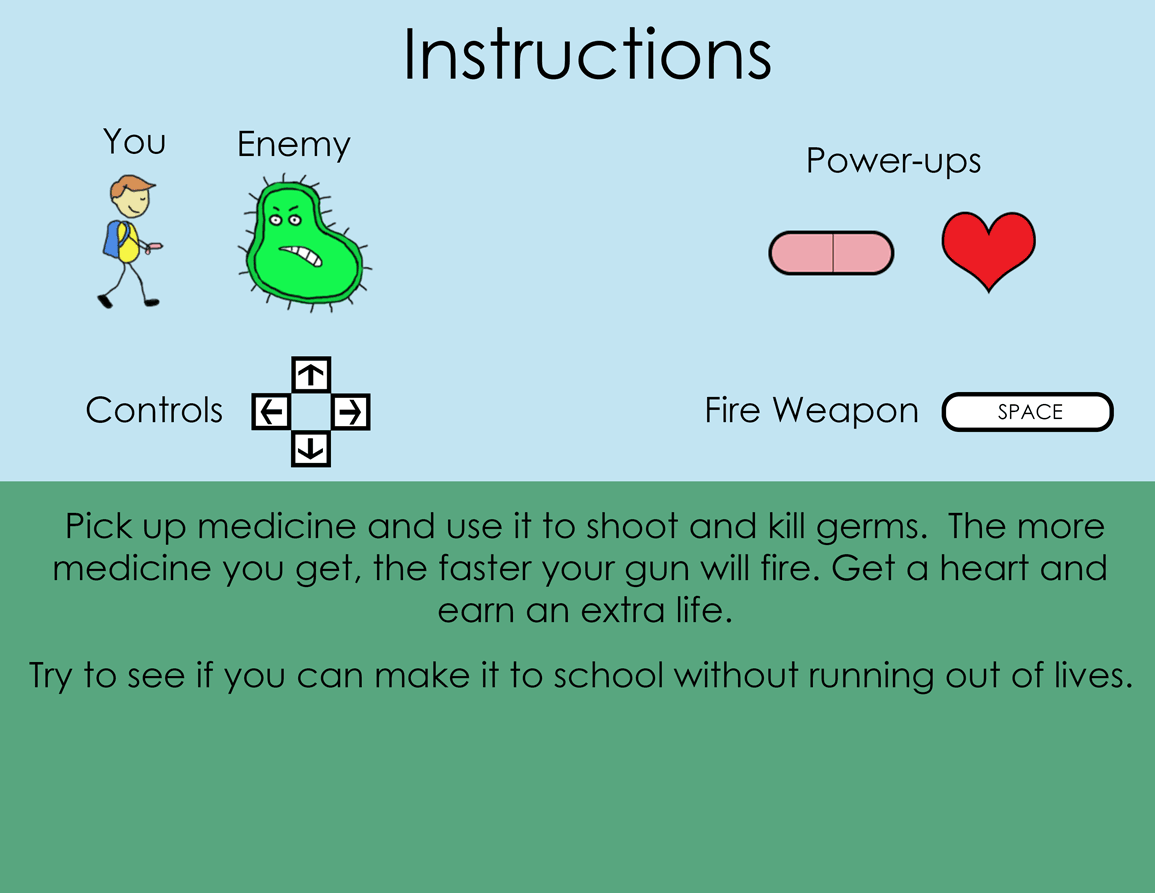 Instructions
You
Enemy
Power-ups
Controls
Fire Weapon
SPACE
Pick up medicine and use it to shoot and kill germs.  The more
medicine you get, the faster your gun will fire. Get a heart and
earn an extra life.
Try to see if you can make it to school without running out of lives.